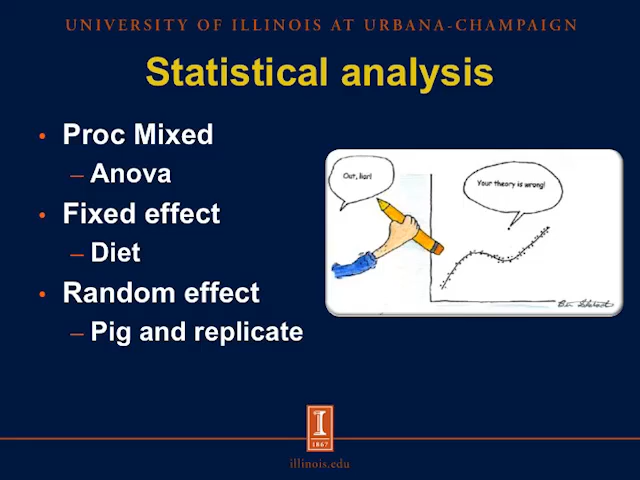 UNIVERSITY OF ILLINOIS AT URBANA-CHAMPAIGN
Statistical analysis
• Proc Mixed
– Anova
• Fixed effect
– Diet
• Random effect
– Pig and replicate
Out, liar!
Your theory is wrong!
I
1867
illinois.edu